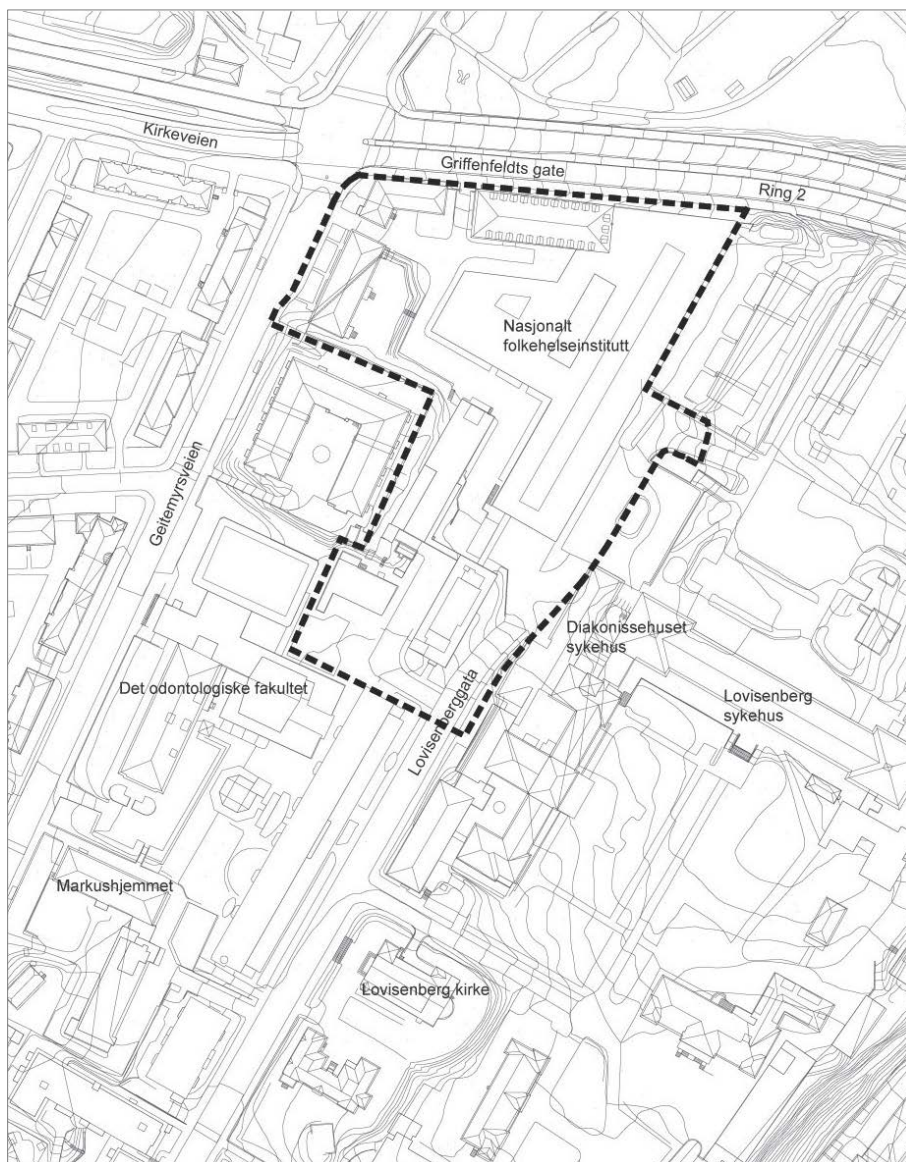 Kirkeveien
Griffenfeldts gate
Ring 2
Nasjonalt
folkehelseinstitutt
Geitemyrsveien
Diakonissehuset
sykehus
Det odontologiske fakultet
Lovisenberg
sykehus
Lovisenberggata
Markushjemmet
Lovisenberg kirke